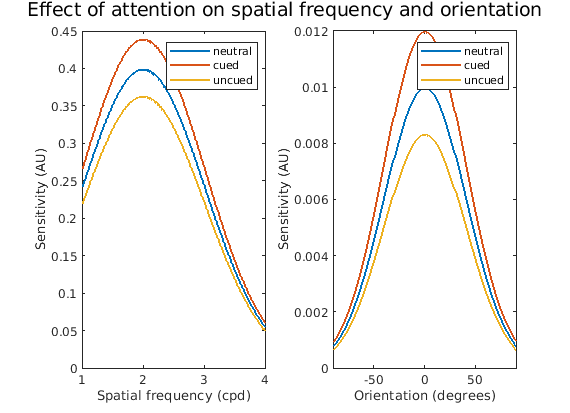 Effect of attention on spatial frequency and orientation
0.45
0.4
0.35
0.3
0.25
0.2
0.15
0.1
0.05
0
Sensitivity (AU)
neutral
cued
uncued
1
2
3
4
Spatial frequency (cpd)
0.012
0.01
0.008
0.006
0.004
0.002
0
Sensitivity (AU)
neutral
cued
uncued
-50
0
50
Orientation (degrees)